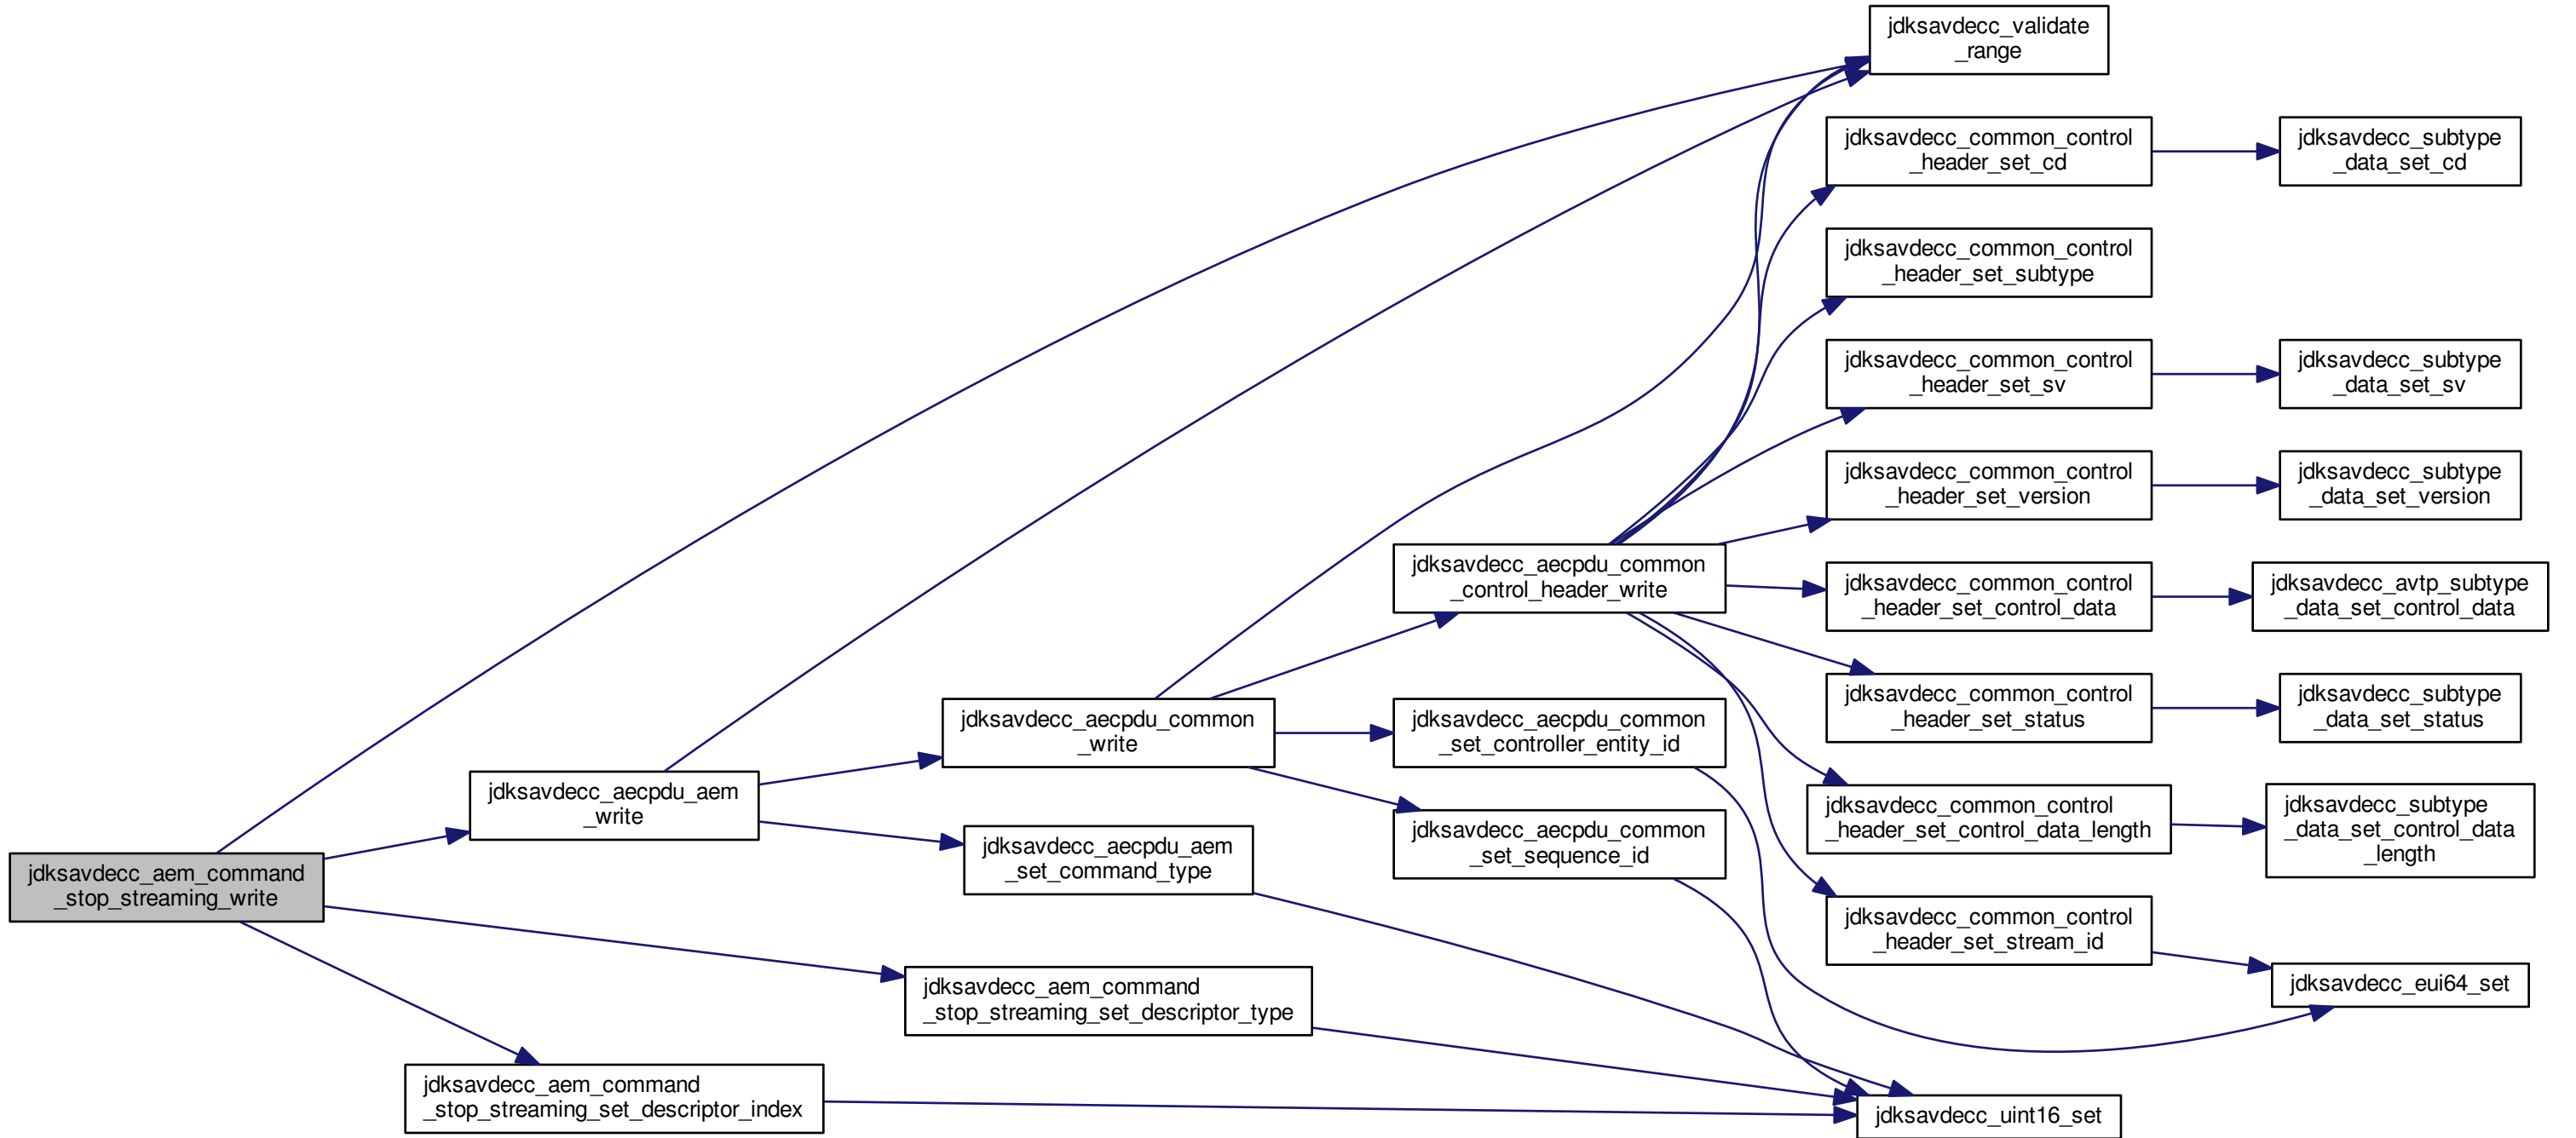 jdksavdecc_validate
_range
jdksavdecc_common_control
_header_set_cd
jdksavdecc_subtype
_data_set_cd
jdksavdecc_common_control
_header_set_subtype
jdksavdecc_common_control
_header_set_sv
jdksavdecc_subtype
_data_set_sv
jdksavdecc_common_control
_header_set_version
jdksavdecc_subtype
_data_set_version
jdksavdecc_aecpdu_common
_control_header_write
jdksavdecc_common_control
_header_set_control_data
jdksavdecc_avtp_subtype
_data_set_control_data
jdksavdecc_aecpdu_common
_write
jdksavdecc_aecpdu_common
_set_controller_entity_id
jdksavdecc_common_control
_header_set_status
jdksavdecc_subtype
_data_set_status
jdksavdecc_aecpdu_aem
_write
jdksavdecc_aecpdu_aem
_set_command_type
jdksavdecc_aecpdu_common
_set_sequence_id
jdksavdecc_common_control
_header_set_control_data_length
jdksavdecc_subtype
_data_set_control_data
_length
jdksavdecc_aem_command
_stop_streaming_write
jdksavdecc_common_control
_header_set_stream_id
jdksavdecc_aem_command
_stop_streaming_set_descriptor_type
jdksavdecc_eui64_set
jdksavdecc_aem_command
_stop_streaming_set_descriptor_index
jdksavdecc_uint16_set